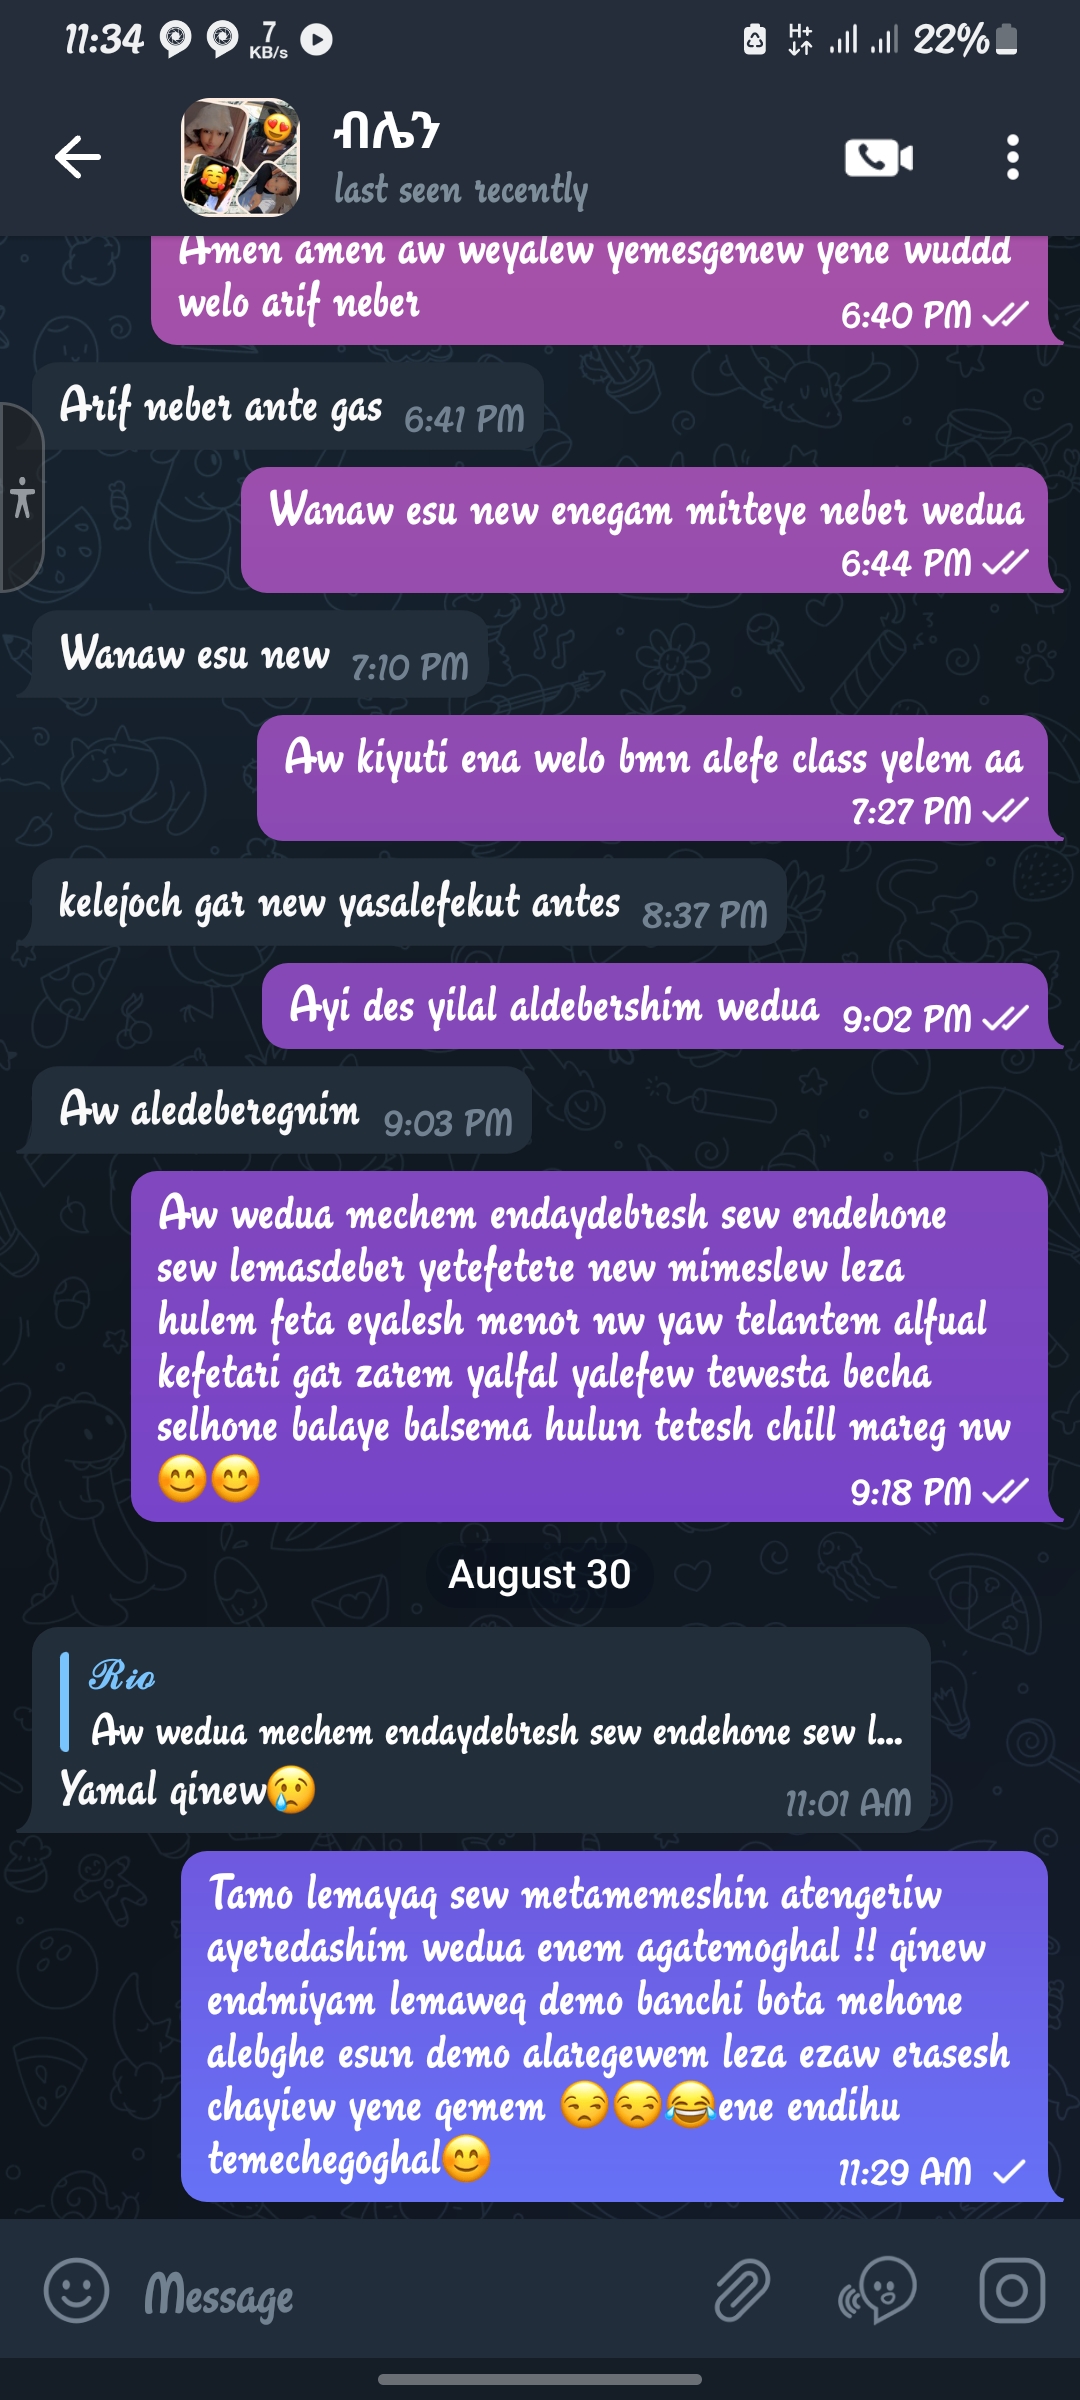 11:34
7
KB/s
H+
22%
ብሌን
last seen recently
Amen amen aw weyalew yemesgenew yene wuddd
welo arif neber
6:40 PM
Arif neber ante gas
6:41 PM
Wanaw esu new enegam mirteye neber wedua
6:44 PM
Wanaw esu new
7:10 PM
Aw kiyuti ena welo bmn alefe class yelem aa
7:27 PM
kelejoch gar new yasalefekut antes
8:37 PM
Ayi des yilal aldebershim wedua
9:02 PM
Aw aledeberegnim
9:03 PM
Aw wedua mechem endaydebresh sew endehone
sew lemasdeber yetefetere new mimeslew leza
hulem feta eyalesh menor nw yaw telantem alfual
kefetari gar zarem yalfal yalefew tewesta becha
selhone balaye balsema hulun tetesh chill mareg nw
😊😊
9:18 PM
August 30
Rio
Aw wedua mechem endaydebresh sew endehone sew l...
Yamal qinew😢
11:01 AM
Tamo lemayaq sew metamemeshin atengeriw
ayeredashim wedua enem agatemoghal !! qinew
endmiyam lemaweq demo banchi bota mehone
alebghe esun demo alaregewem leza ezaw erasesh
chayiew yene qemem 😒😒😂ene endihu
temechegoghal😊
11:29 AM
Message